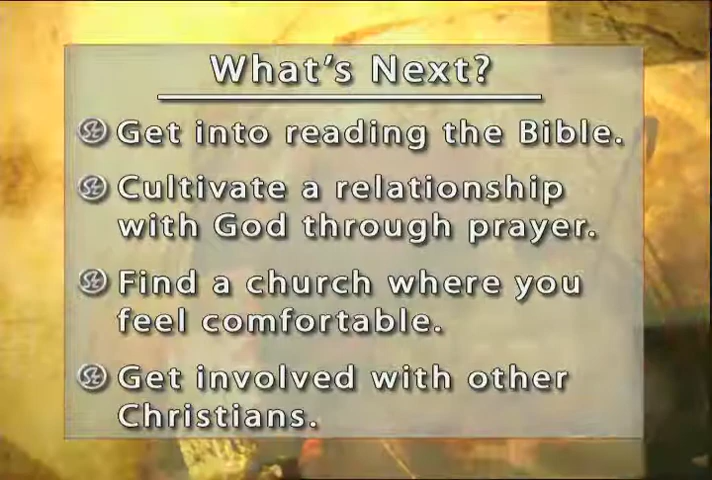 What's Next?
Get into reading the Bible.
Cultivate a relationship
with God through prayer.
Find a church where you
feel comfortable.
Get involved with other
Christians.